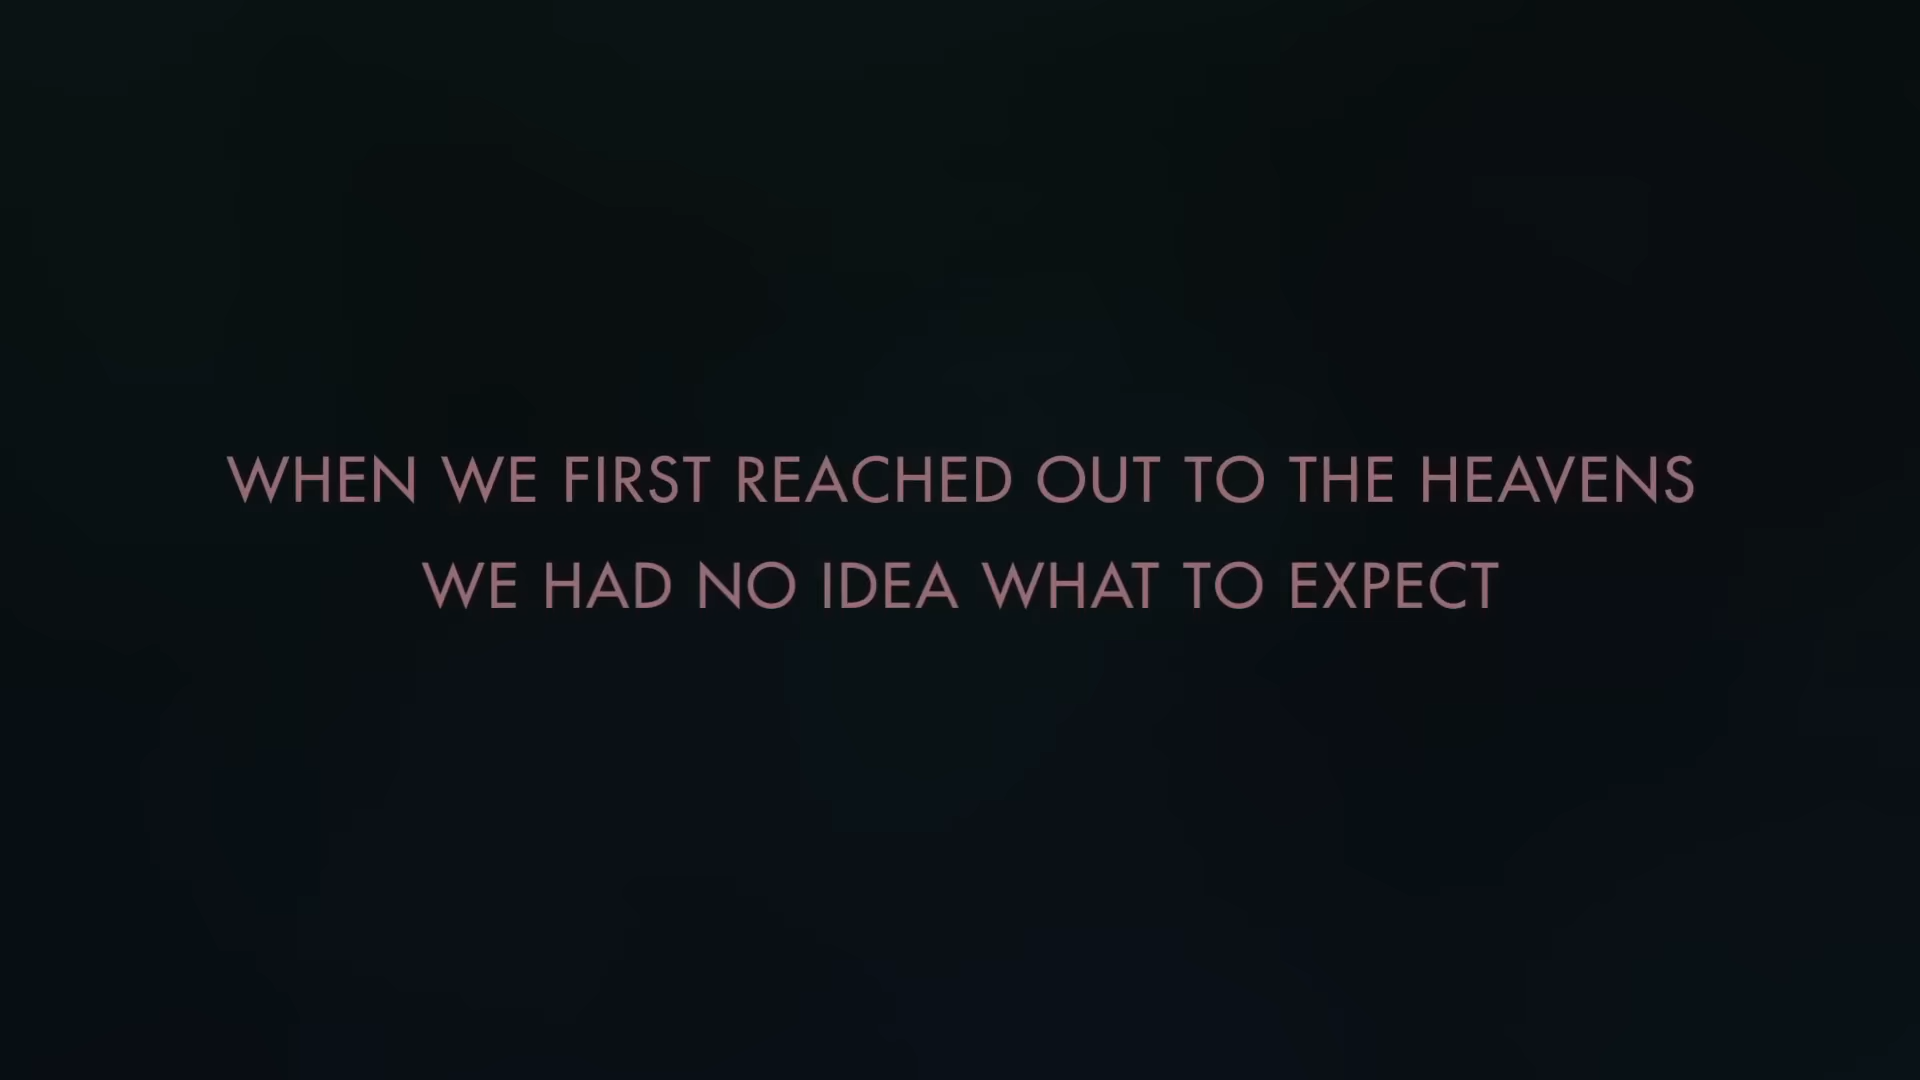 WHEN WE FIRST REACHED OUT TO THE HEAVENS
WE HAD NO IDEA WHAT TO EXPECT